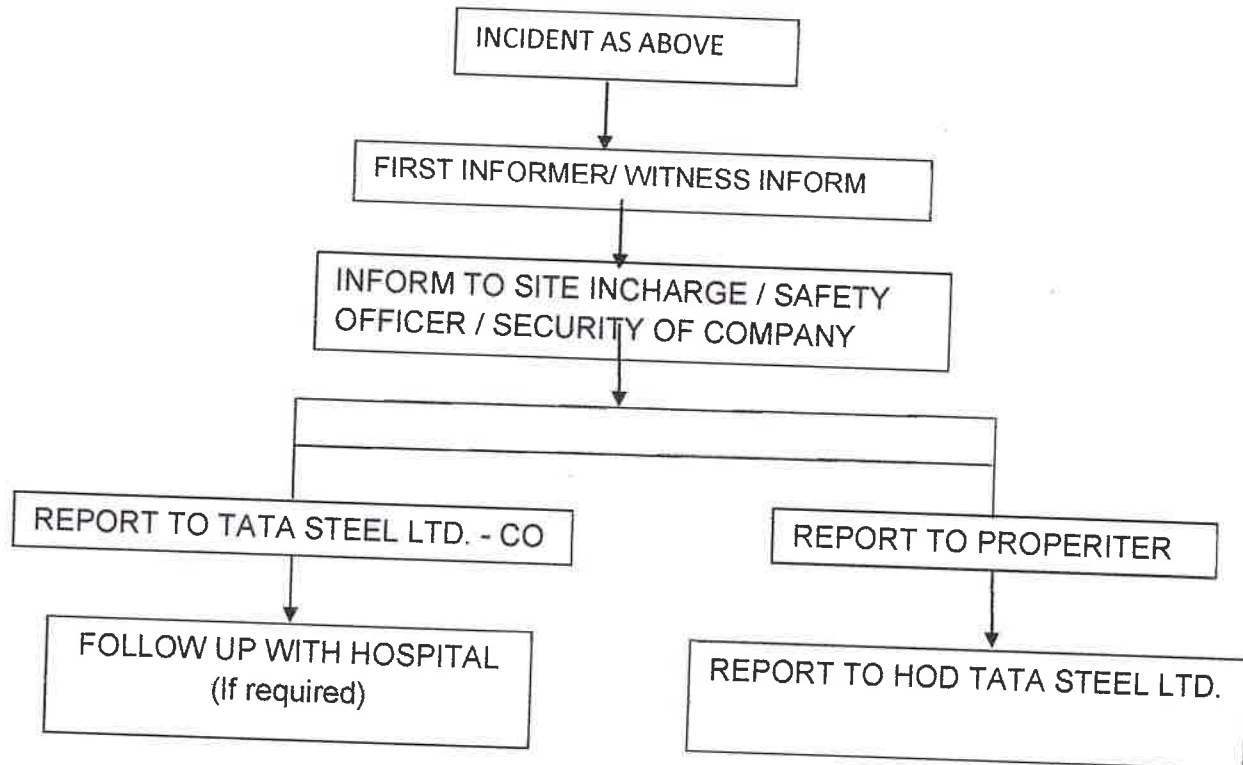 INCIDENT AS ABOVE
FIRST INFORMER/ WITNESS INFORM
INFORM TO SITE INCHARGE / SAFETY
OFFICER / SECURITY OF COMPANY
REPORT TO TATA STEEL LTD. - CO
REPORT TO PROPERITER
FOLLOW UP WITH HOSPITAL
(If required)
REPORT TO HOD TATA STEEL LTD.